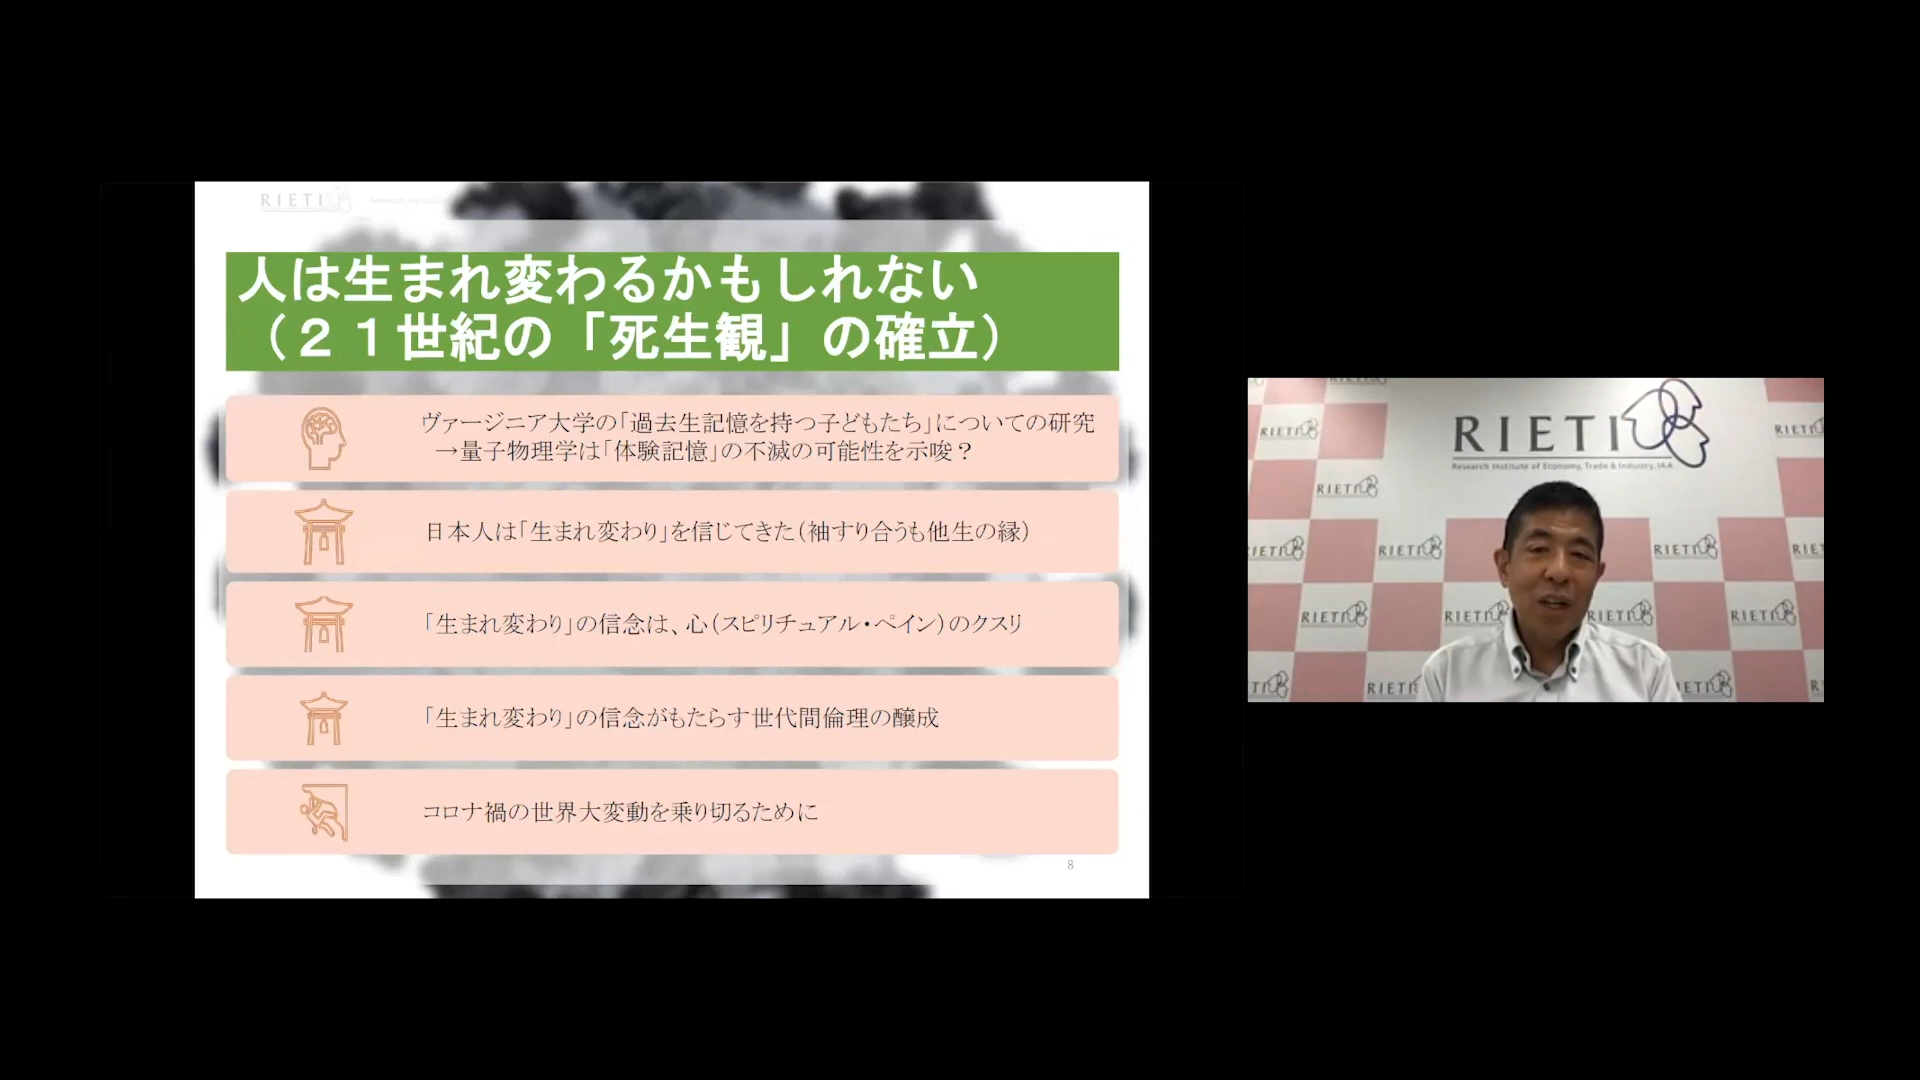 RIETI
人は生まれ変わるかもしれない
（２１世紀の「死生観」の確立）
ヴァージニア大学の「過去生記憶を持つ子どもたち」についての研究
→量子物理学は「体験記憶」の不滅の可能性を示唆？
日本人は「生まれ変わり」を信じてきた（袖すり合うも他生の縁）
「生まれ変わり」の信念は、心（スピリチュアル・ペイン）のクスリ
「生まれ変わり」の信念がもたらす世代間倫理の醸成
コロナ禍の世界大変動を乗り切るために
8
RIETI
Research Institute of Economy, Trade & Industry, IAA
RIETI
RIETI
RIETI
RIETI
RIETI
RIETI
RIETI
RIETI
RIETI
RIETI
RIETI